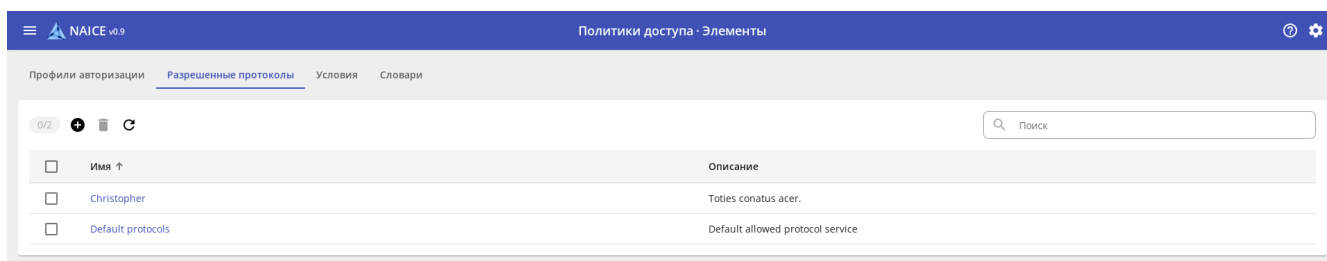 NAICE v0.9 Политики доступа · Элементы
Профили авторизации Разрешенные протоколы Условия Словари
0/2 Поиск
Имя ↑ Описание
Christopher Toties conatus acer.
Default protocols Default allowed protocol service